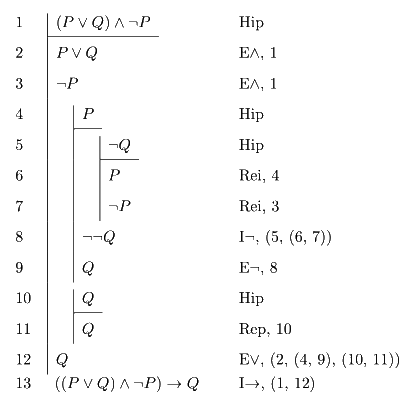 1 (P ∨ Q) ∧ ¬P Hip
2 P ∨ Q E∧, 1
3 ¬P E∧, 1
4 P Hip
5 ¬Q Hip
6 P Rei, 4
7 ¬P Rei, 3
8 ¬¬Q I¬, (5, (6, 7))
9 Q E¬, 8
10 Q Hip
11 Q Rep, 10
12 Q E∨, (2, (4, 9), (10, 11))
13 ((P ∨ Q) ∧ ¬P) → Q I→, (1, 12)